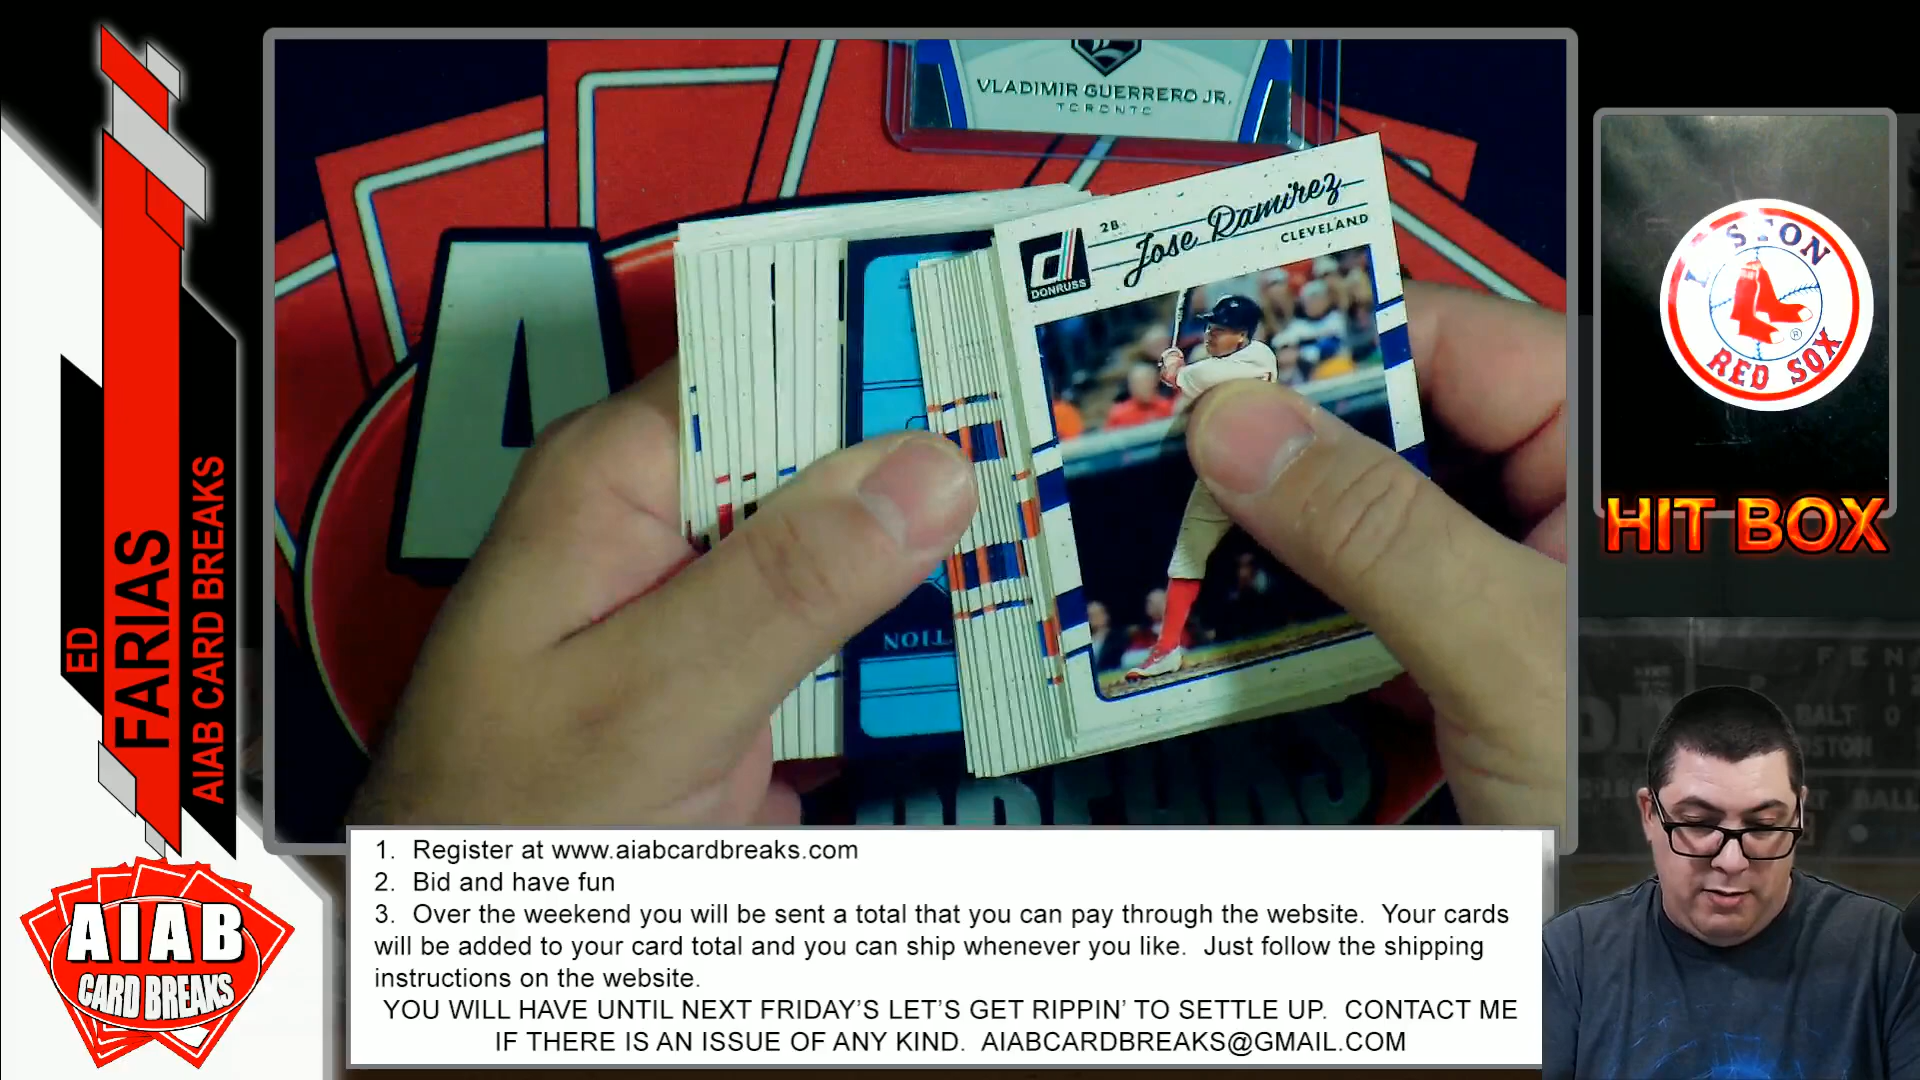 ED
FARIAS
AIAB CARD BREAKS
AIAB
CARD BREAKS
VLADIMIR GUERRERO JR.
TORONTO
2B
Jose Ramirez
CLEVELAND
DONRUSS
A
BOSTON
RED SOX
®
HIT BOX
BALT 0
BOSTON
BALL
1. Register at www.aiabcardbreaks.com
2. Bid and have fun
3. Over the weekend you will be sent a total that you can pay through the website. Your cards
will be added to your card total and you can ship whenever you like. Just follow the shipping
instructions on the website.
YOU WILL HAVE UNTIL NEXT FRIDAY’S LET’S GET RIPPIN’ TO SETTLE UP. CONTACT ME
IF THERE IS AN ISSUE OF ANY KIND. AIABCARDBREAKS@GMAIL.COM